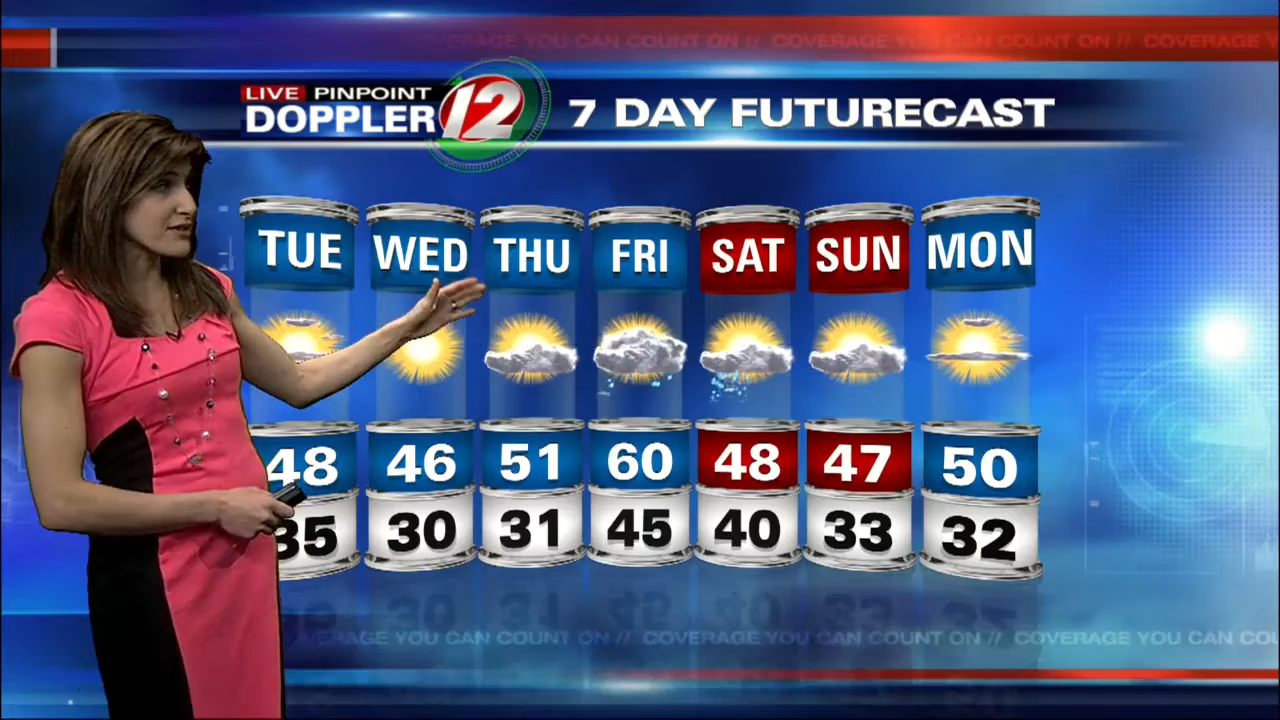 COVERAGE YOU CAN COUNT ON // COVERAGE YOU CAN COUNT ON // COVERAGE Y
LIVE PINPOINT
DOPPLER 12
7 DAY FUTURECAST
TUE WED THU FRI SAT SUN MON
48 46 51 60 48 47 50
35 30 31 45 40 33 32
COVERAGE YOU CAN COUNT ON // COVERAGE YOU CAN COUNT ON // COVERAGE YOU CAN COU